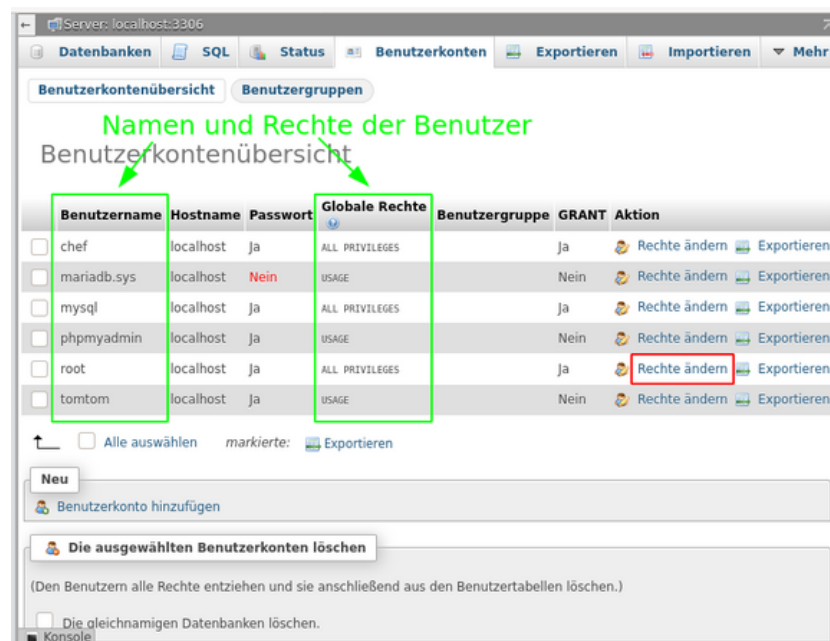 Server: localhost:3306
Datenbanken SQL Status Benutzerkonten Exportieren Importieren Mehr
Benutzerkontenübersicht Benutzergruppen
Namen und Rechte der Benutzer
Benutzerkontenübersicht
Benutzername Hostname Passwort Globale Rechte Benutzergruppe GRANT Aktion
chef localhost Ja ALL PRIVILEGES Ja Rechte ändern Exportieren
mariadb.sys localhost Nein USAGE Nein Rechte ändern Exportieren
mysql localhost Ja ALL PRIVILEGES Ja Rechte ändern Exportieren
phpmyadmin localhost Ja USAGE Nein Rechte ändern Exportieren
root localhost Ja ALL PRIVILEGES Ja Rechte ändern Exportieren
tomtom localhost Ja USAGE Nein Rechte ändern Exportieren
Alle auswählen markierte: Exportieren
Neu
Benutzerkonto hinzufügen
Die ausgewählten Benutzerkonten löschen
(Den Benutzern alle Rechte entziehen und sie anschließend aus den Benutzertabellen löschen.)
Die gleichnamigen Datenbanken löschen.
Konsole